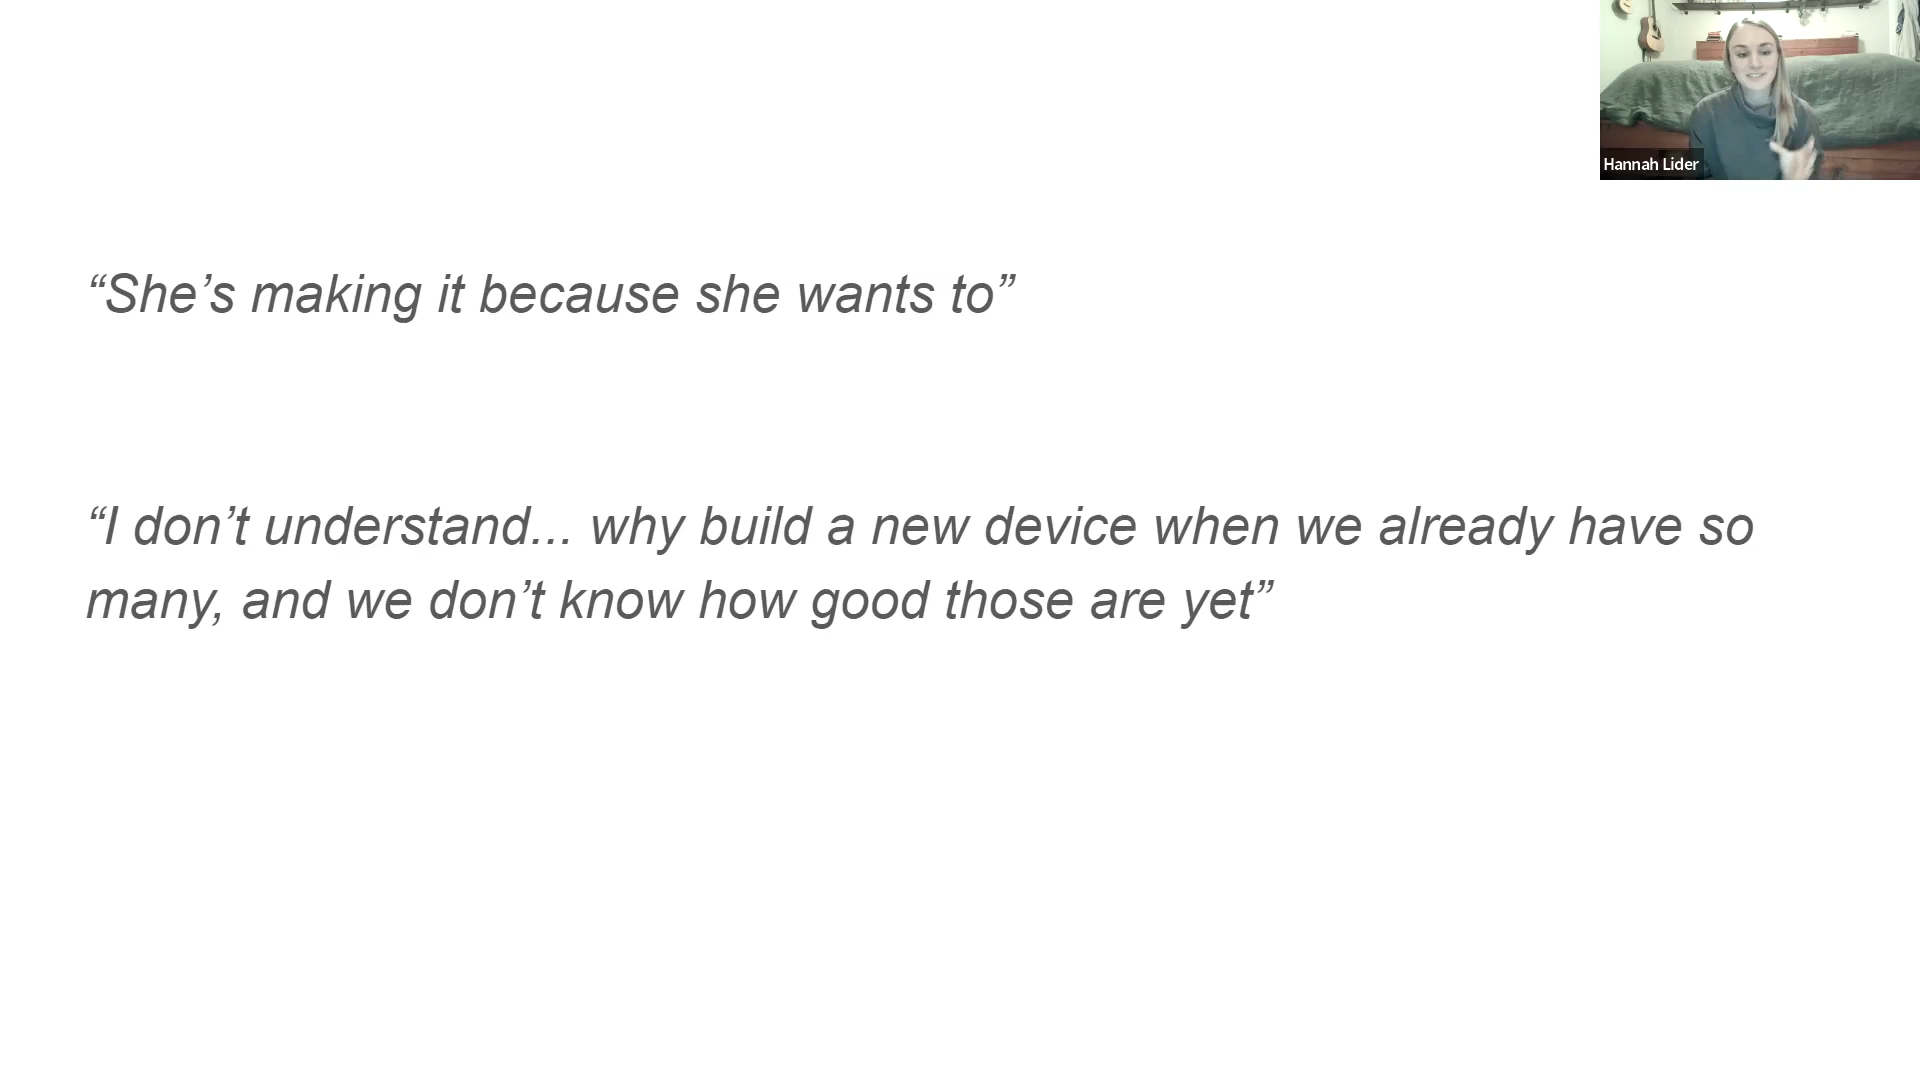 Hannah Lider
“She’s making it because she wants to”
“I don’t understand... why build a new device when we already have so
many, and we don’t know how good those are yet”